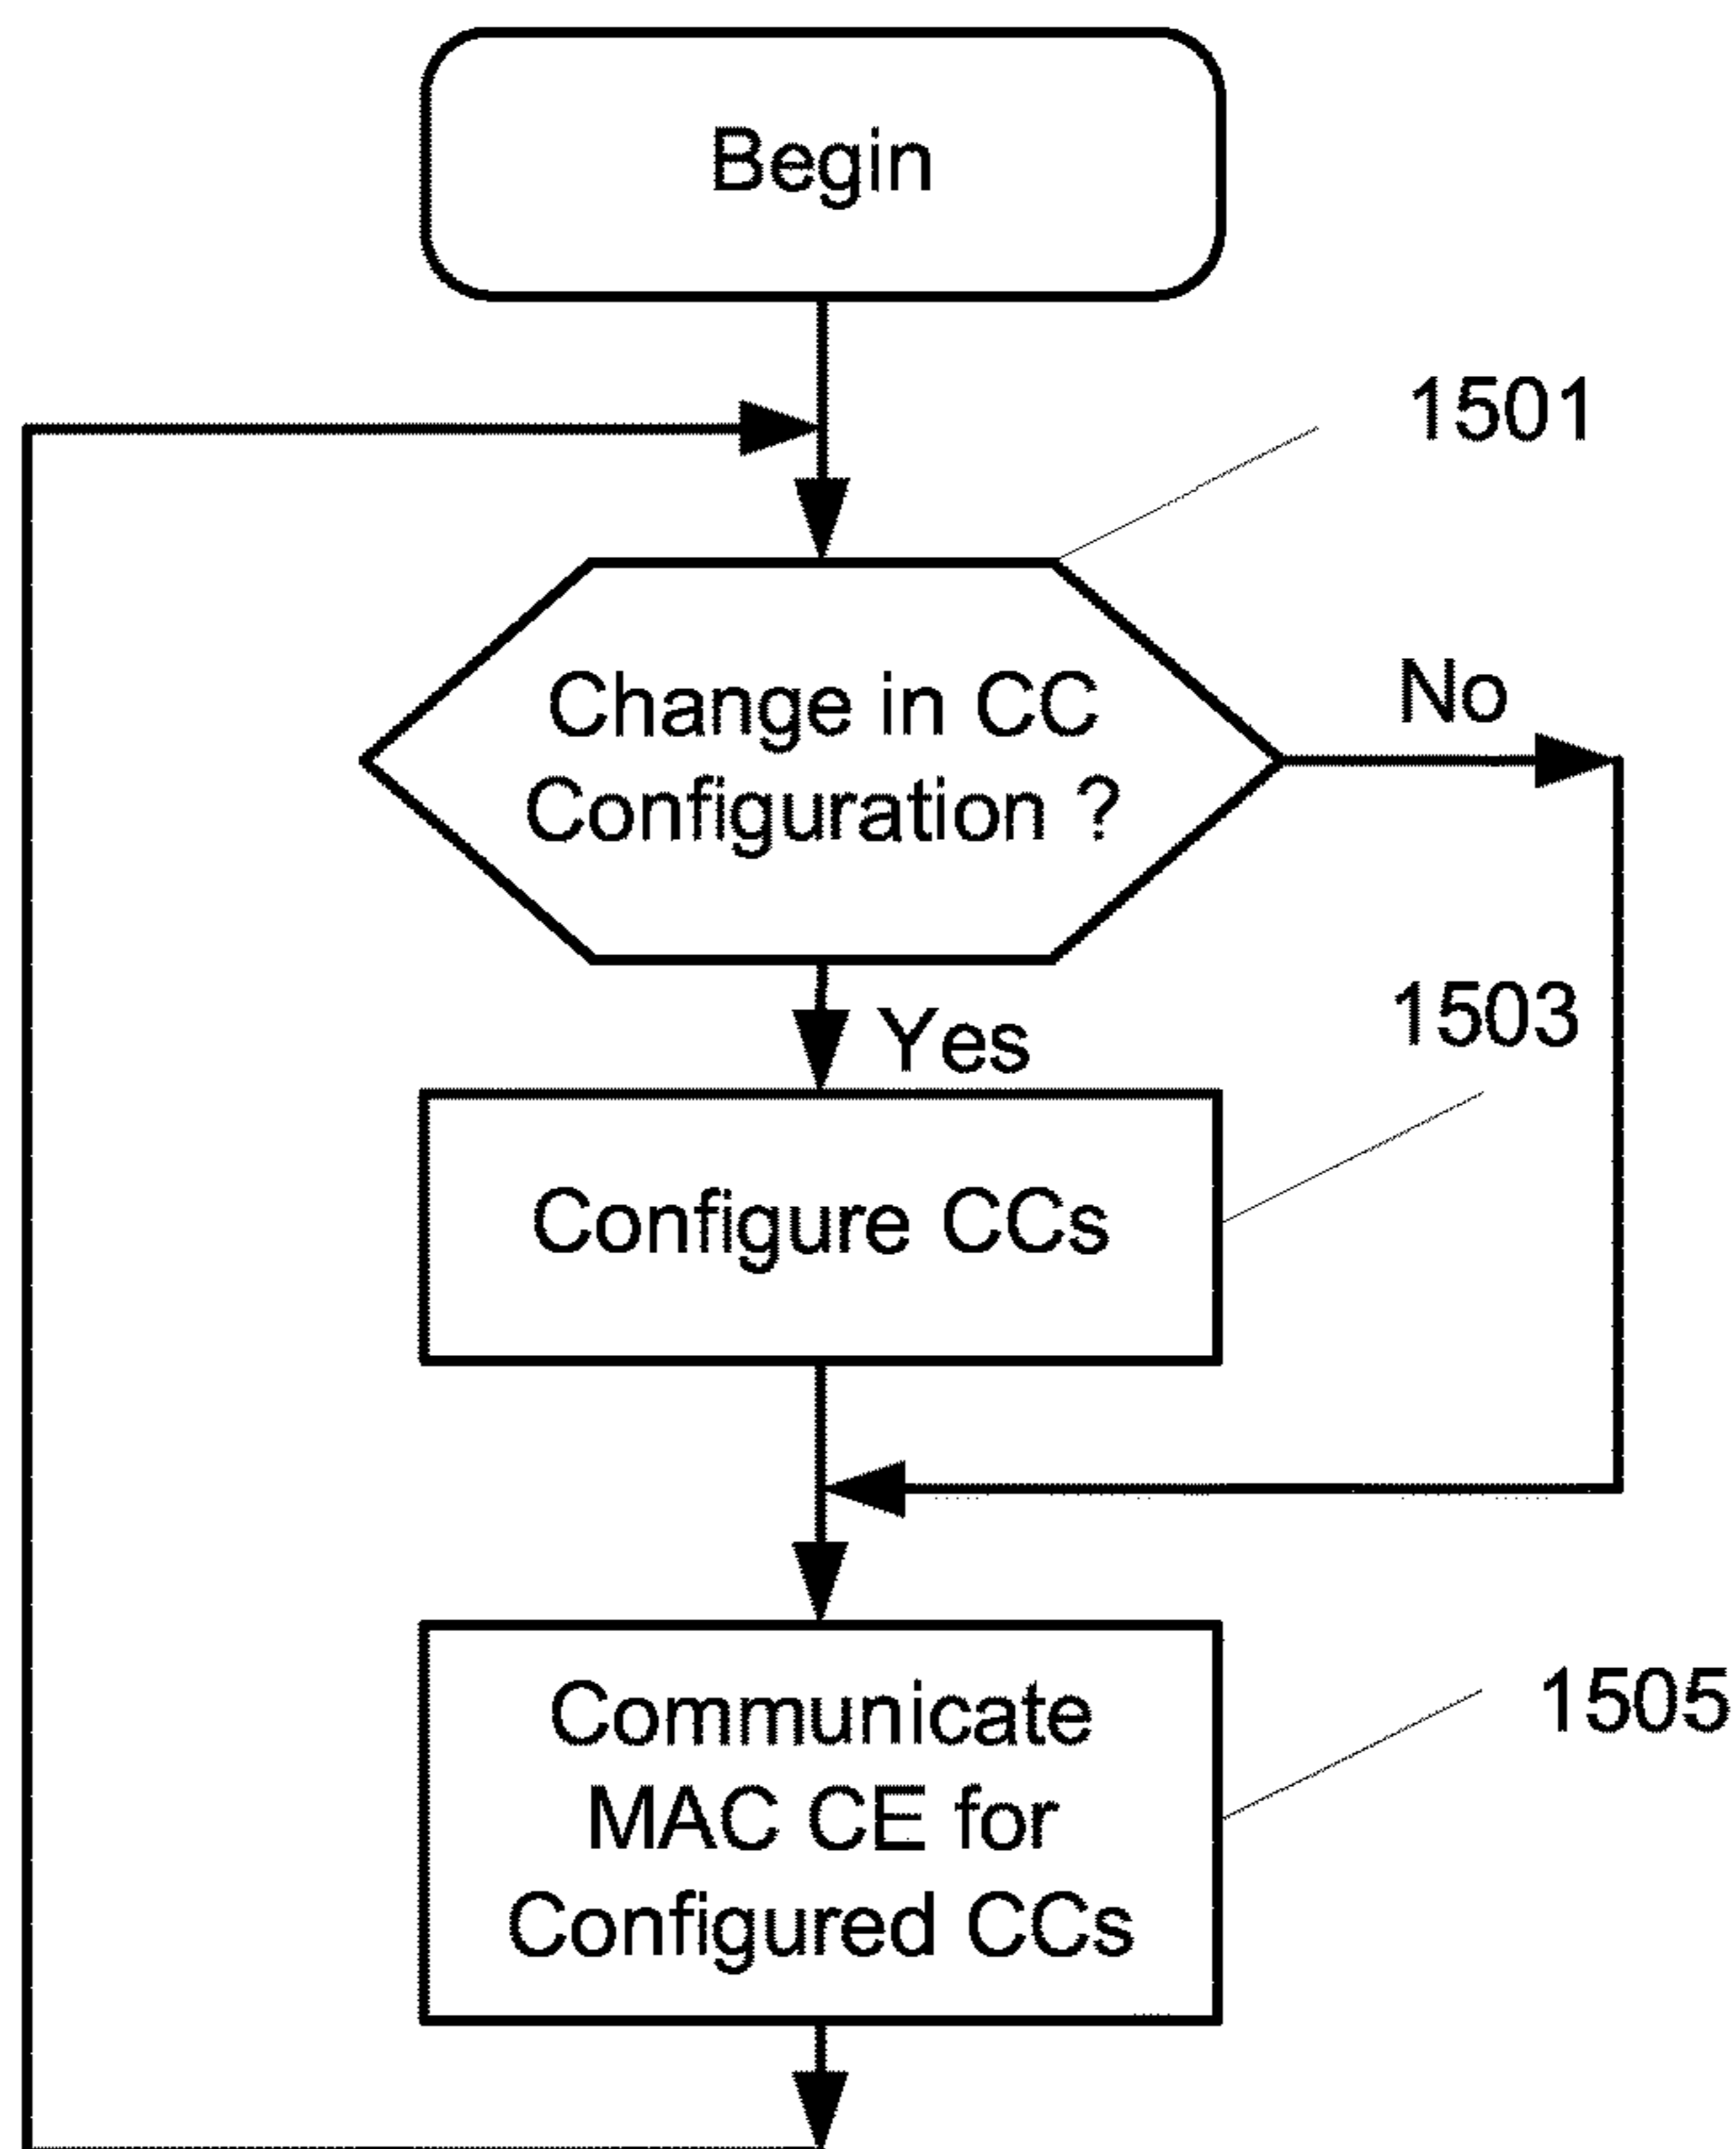 Begin
1501
Change in CC
Configuration ?
No
Yes
1503
Configure CCs
1505
Communicate
MAC CE for
Configured CCs